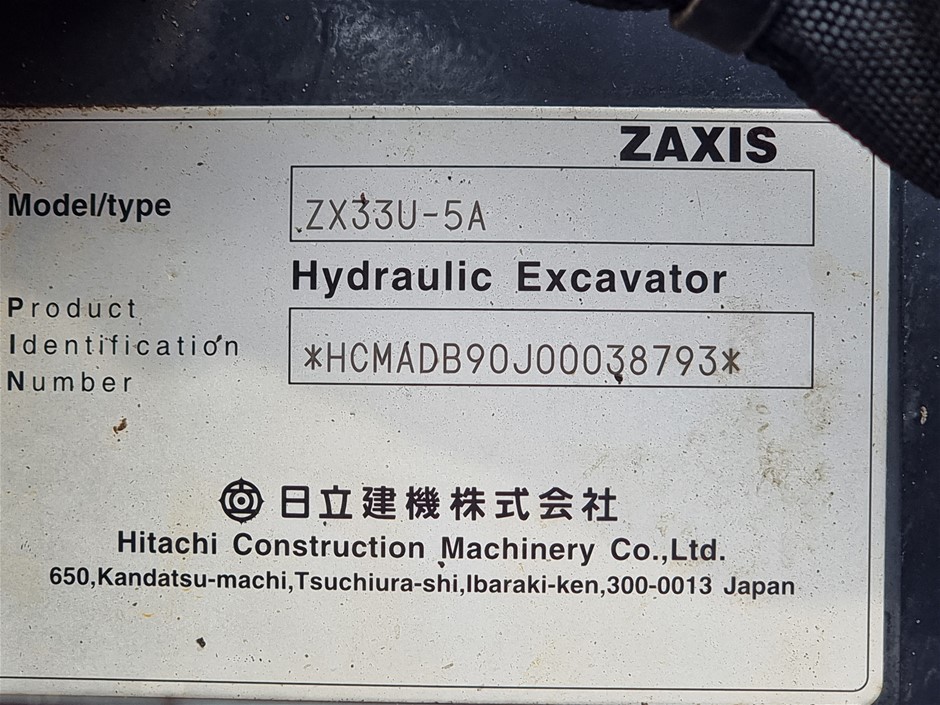 ZAXIS
Model/type
ZX33U-5A
Hydraulic Excavator
Product
Identification
Number
*HCMADB90J00038793*
日立建機株式会社
Hitachi Construction Machinery Co.,Ltd.
650,Kandatsu-machi,Tsuchiura-shi,Ibaraki-ken,300-0013 Japan